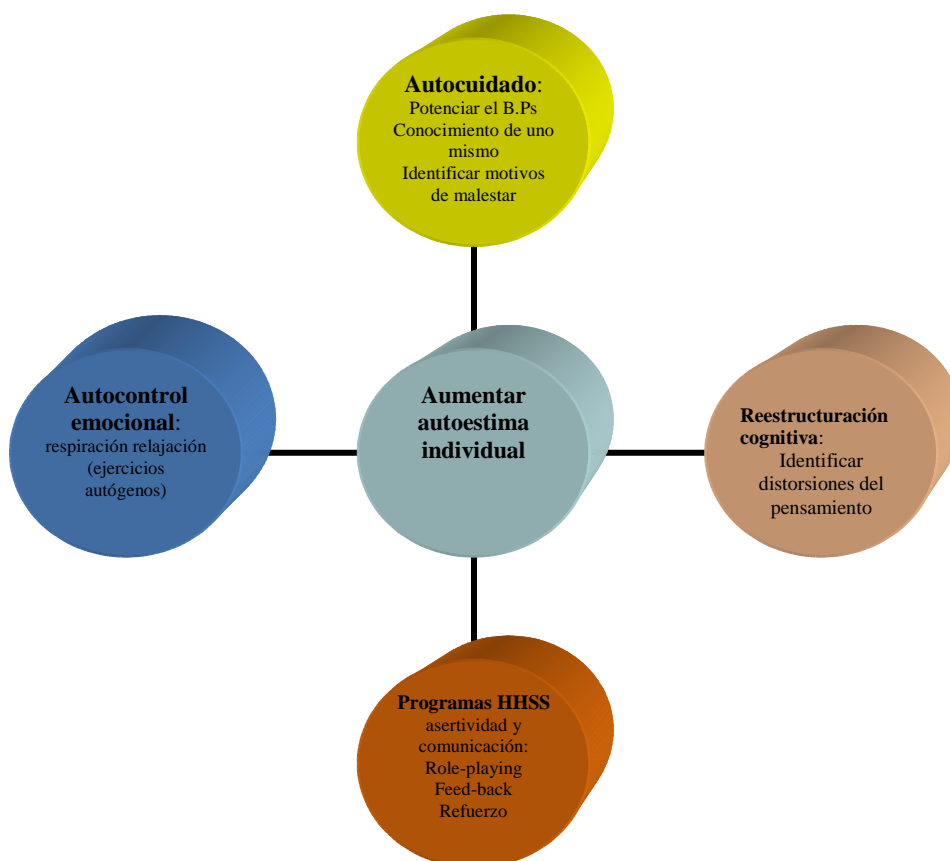 Autocuidado:
Potenciar el B.Ps
Conocimiento de uno
mismo
Identificar motivos
de malestar
Autocontrol
emocional:
respiración relajación
(ejercicios
autógenos)
Aumentar
autoestima
individual
Reestructuración
cognitiva:
Identificar
distorsiones del
pensamiento
Programas HHSS
asertividad y
comunicación:
Role-playing
Feed-back
Refuerzo